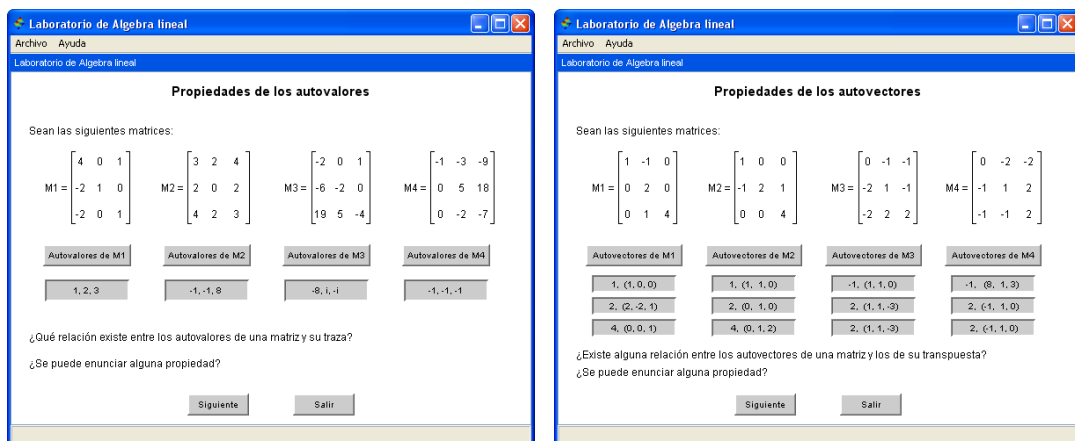 Laboratorio de Algebra lineal
Archivo Ayuda
Laboratorio de Algebra lineal
Propiedades de los autovalores
Sean las siguientes matrices:
4 0 1 3 2 4 -2 0 1 -1 -3 -9
M1 = -2 1 0 M2 = 2 0 2 M3 = -6 -2 0 M4 = 0 5 18
-2 0 1 4 2 3 19 5 -4 0 -2 -7
Autovalores de M1 Autovalores de M2 Autovalores de M3 Autovalores de M4
1, 2, 3 -1, -1, 8 -8, i, -i -1, -1, -1
¿Qué relación existe entre los autovalores de una matriz y su traza?
¿Se puede enunciar alguna propiedad?
Siguiente Salir
Laboratorio de Algebra lineal
Archivo Ayuda
Laboratorio de Algebra lineal
Propiedades de los autovectores
Sean las siguientes matrices:
1 -1 0 1 0 0 0 -1 -1 0 -2 -2
M1 = 0 2 0 M2 = -1 2 1 M3 = -2 1 -1 M4 = -1 1 2
0 1 4 0 0 4 -2 2 2 -1 -1 2
Autovectores de M1 Autovectores de M2 Autovectores de M3 Autovectores de M4
1, (1, 0, 0) 1, (1, 1, 0) -1, (1, 1, 0) -1, (8, 1, 3)
2, (2, -2, 1) 2, (0, 1, 0) 2, (1, 1, -3) 2, (-1, 1, 0)
4, (0, 0, 1) 4, (0, 1, 2) 2, (1, 1, -3) 2, (-1, 1, 0)
¿Existe alguna relación entre los autovectores de una matriz y los de su transpuesta?
¿Se puede enunciar alguna propiedad?
Siguiente Salir